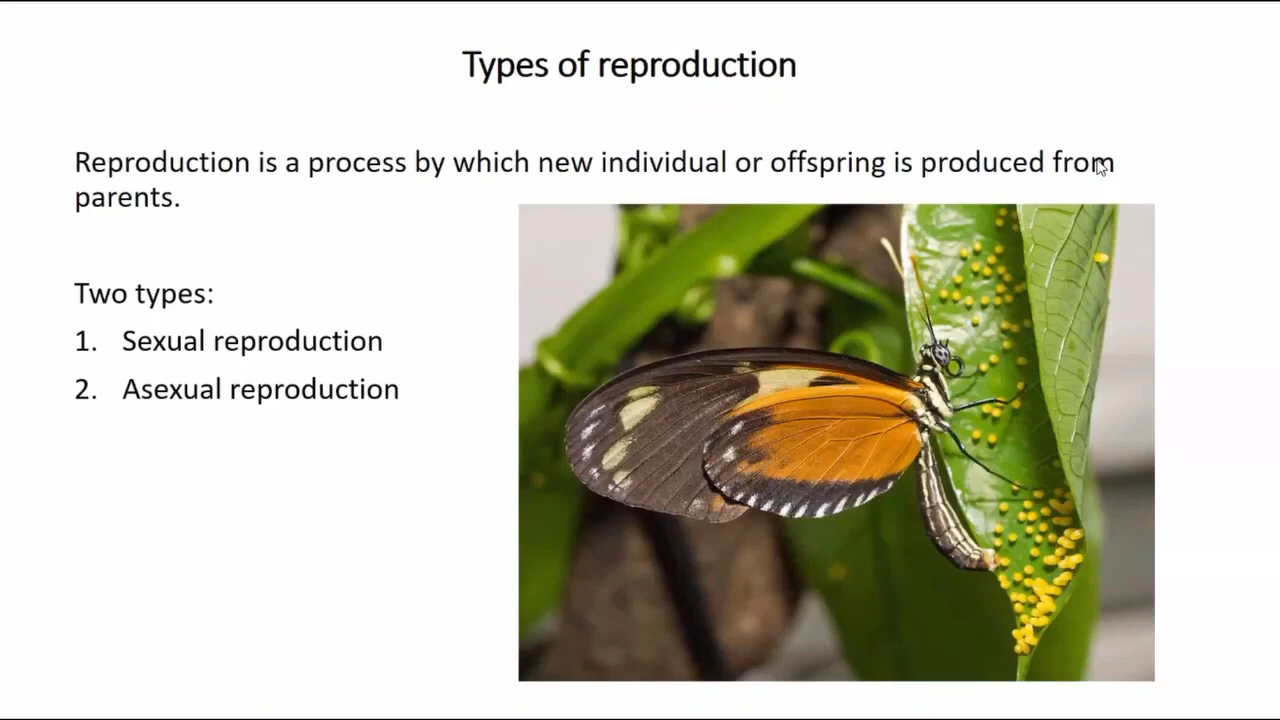 Types of reproduction
Reproduction is a process by which new individual or offspring is produced from
parents.
Two types:
1. Sexual reproduction
2. Asexual reproduction